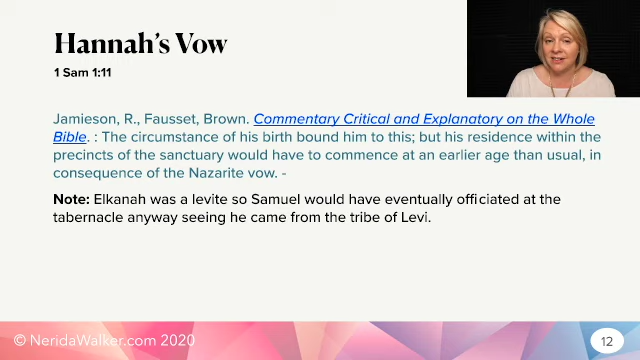 Hannah's Vow
1 Sam 1:11
Jamieson, R., Fausset, Brown. Commentary Critical and Explanatory on the Whole
Bible. : The circumstance of his birth bound him to this; but his residence within the
precincts of the sanctuary would have to commence at an earlier age than usual, in
consequence of the Nazarite vow. -
Note: Elkanah was a levite so Samuel would have eventually officiated at the
tabernacle anyway seeing he came from the tribe of Levi.
© NeridaWalker.com 2020
12